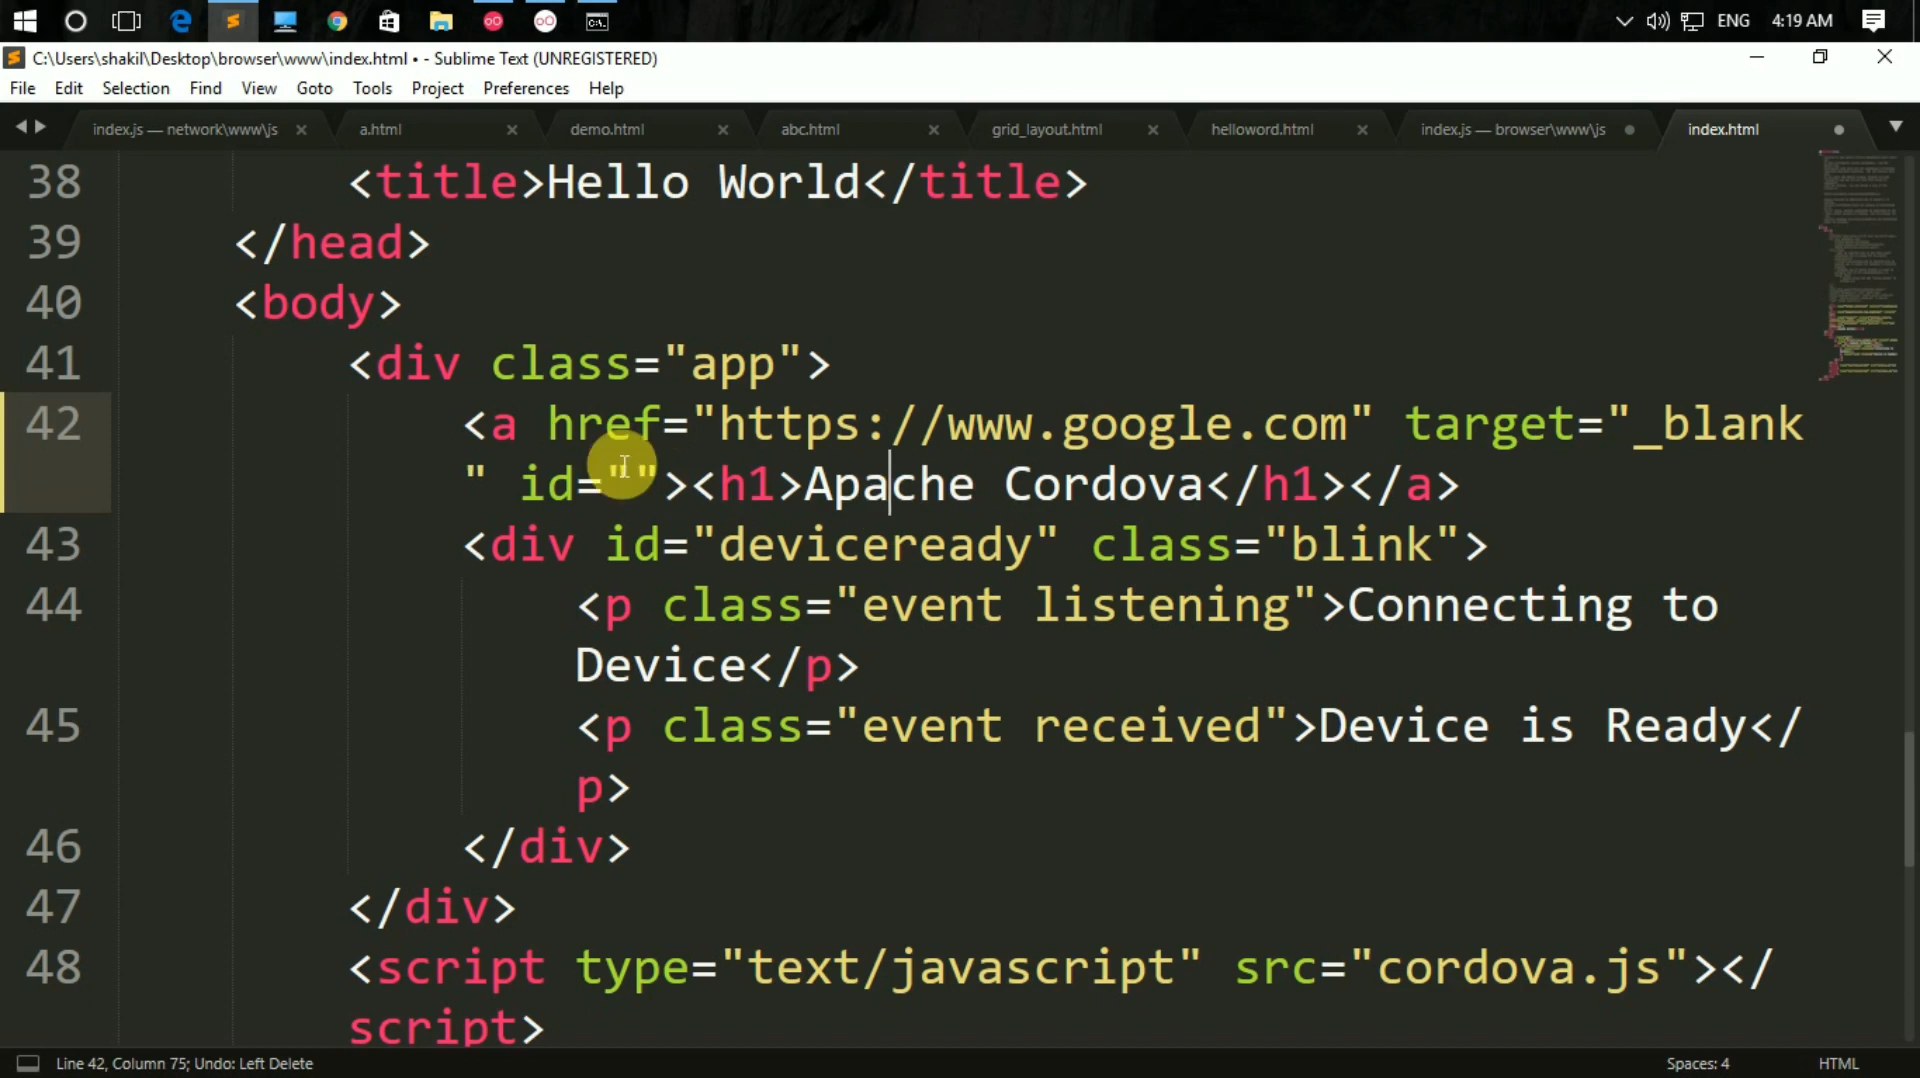 ENG 4:19 AM
C:\Users\shakil\Desktop\browser\www\index.html • - Sublime Text (UNREGISTERED)
File Edit Selection Find View Goto Tools Project Preferences Help
index.js — network\www\js a.html demo.html abc.html grid_layout.html helloword.html index.js — browser\www\js index.html
38 <title>Hello World</title>
39 </head>
40 <body>
41 <div class="app">
42 <a href="https://www.google.com" target="_blank
" id=""><h1>Apache Cordova</h1></a>
43 <div id="deviceready" class="blink">
44 <p class="event listening">Connecting to
Device</p>
45 <p class="event received">Device is Ready</
p>
46 </div>
47 </div>
48 <script type="text/javascript" src="cordova.js"></
script>
Line 42, Column 75; Undo: Left Delete Spaces: 4 HTML